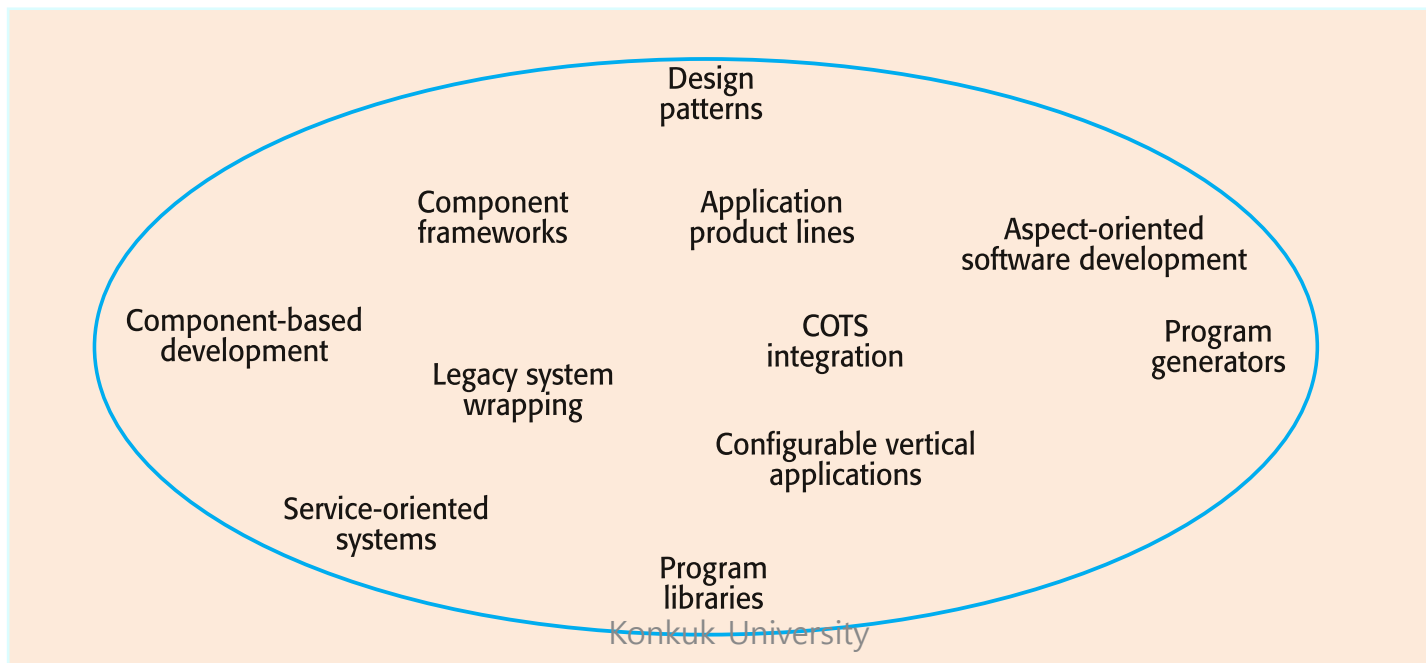 Design
patterns
Component
frameworks
Application
product lines
Aspect-oriented
software development
Component-based
development
COTS
integration
Program
generators
Legacy system
wrapping
Configurable vertical
applications
Service-oriented
systems
Program
libraries
Konkuk University